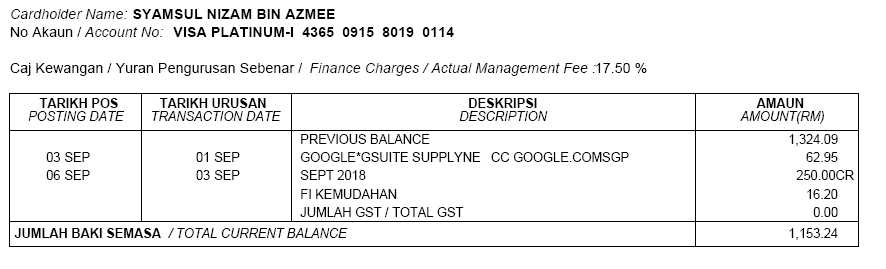 Cardholder Name: SYAMSUL NIZAM BIN AZMEE
No Akaun / Account No: VISA PLATINUM-I 4365 0915 8019 0114
Caj Kewangan / Yuran Pengurusan Sebenar / Finance Charges / Actual Management Fee :17.50 %
TARIKH POS TARIKH URUSAN DESKRIPSI AMAUN
POSTING DATE TRANSACTION DATE DESCRIPTION AMOUNT(RM)
PREVIOUS BALANCE 1,324.09
03 SEP 01 SEP GOOGLE*GSUITE SUPPLYNE CC GOOGLE.COMSGP 62.95
06 SEP 03 SEP SEPT 2018 250.00CR
FI KEMUDAHAN 16.20
JUMLAH GST / TOTAL GST 0.00
JUMLAH BAKI SEMASA / TOTAL CURRENT BALANCE 1,153.24